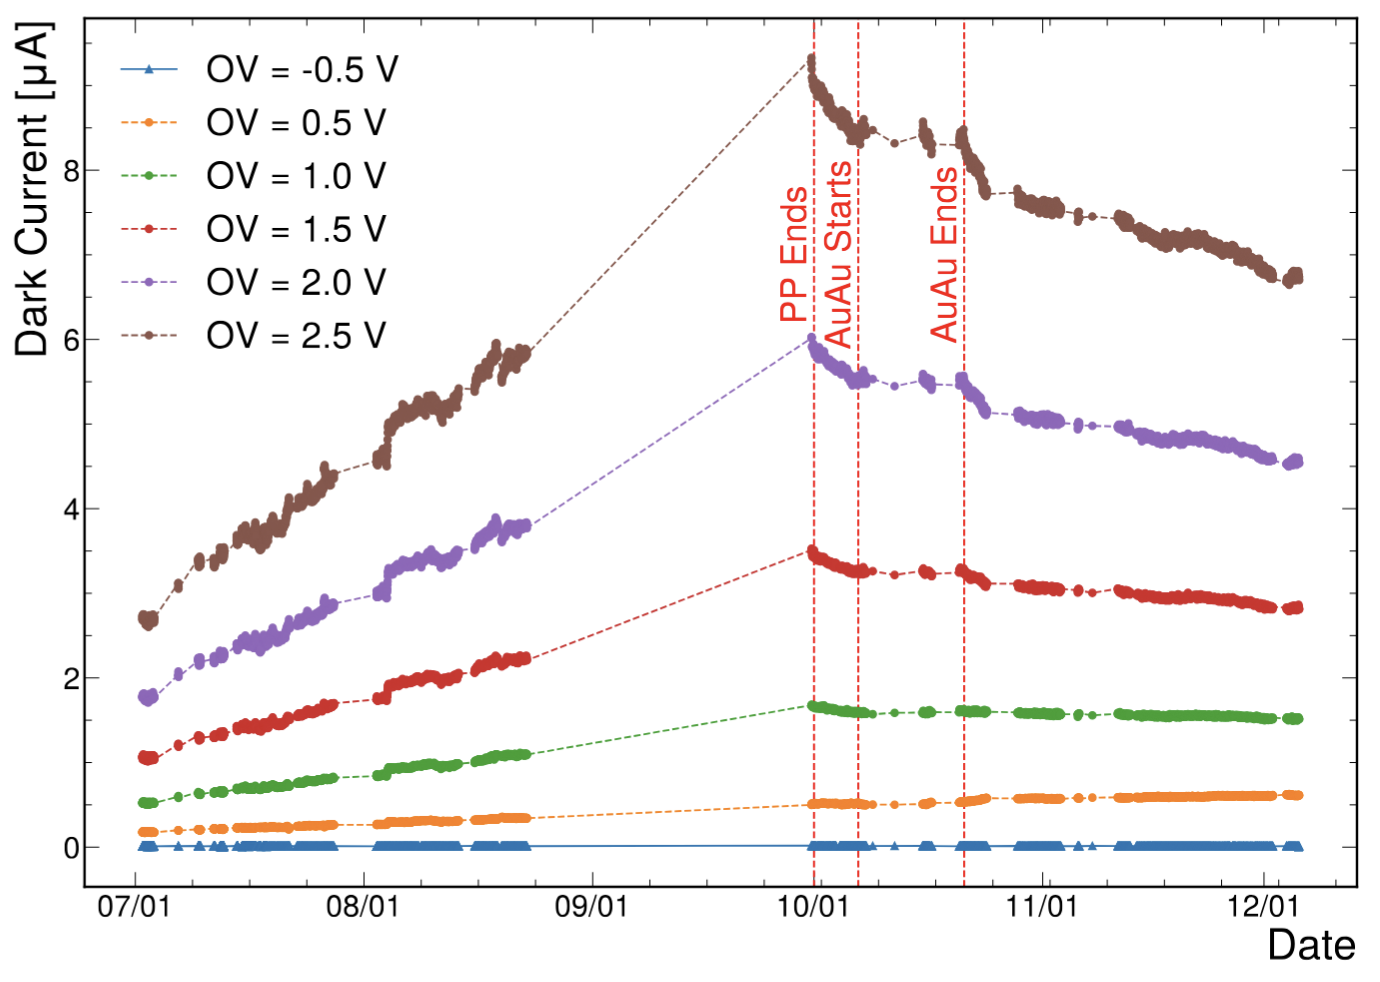 Dark Current [μA]
8
6
4
2
0
OV = -0.5 V
OV = 0.5 V
OV = 1.0 V
OV = 1.5 V
OV = 2.0 V
OV = 2.5 V
PP Ends
AuAu Starts
AuAu Ends
07/01
08/01
09/01
10/01
11/01
12/01
Date